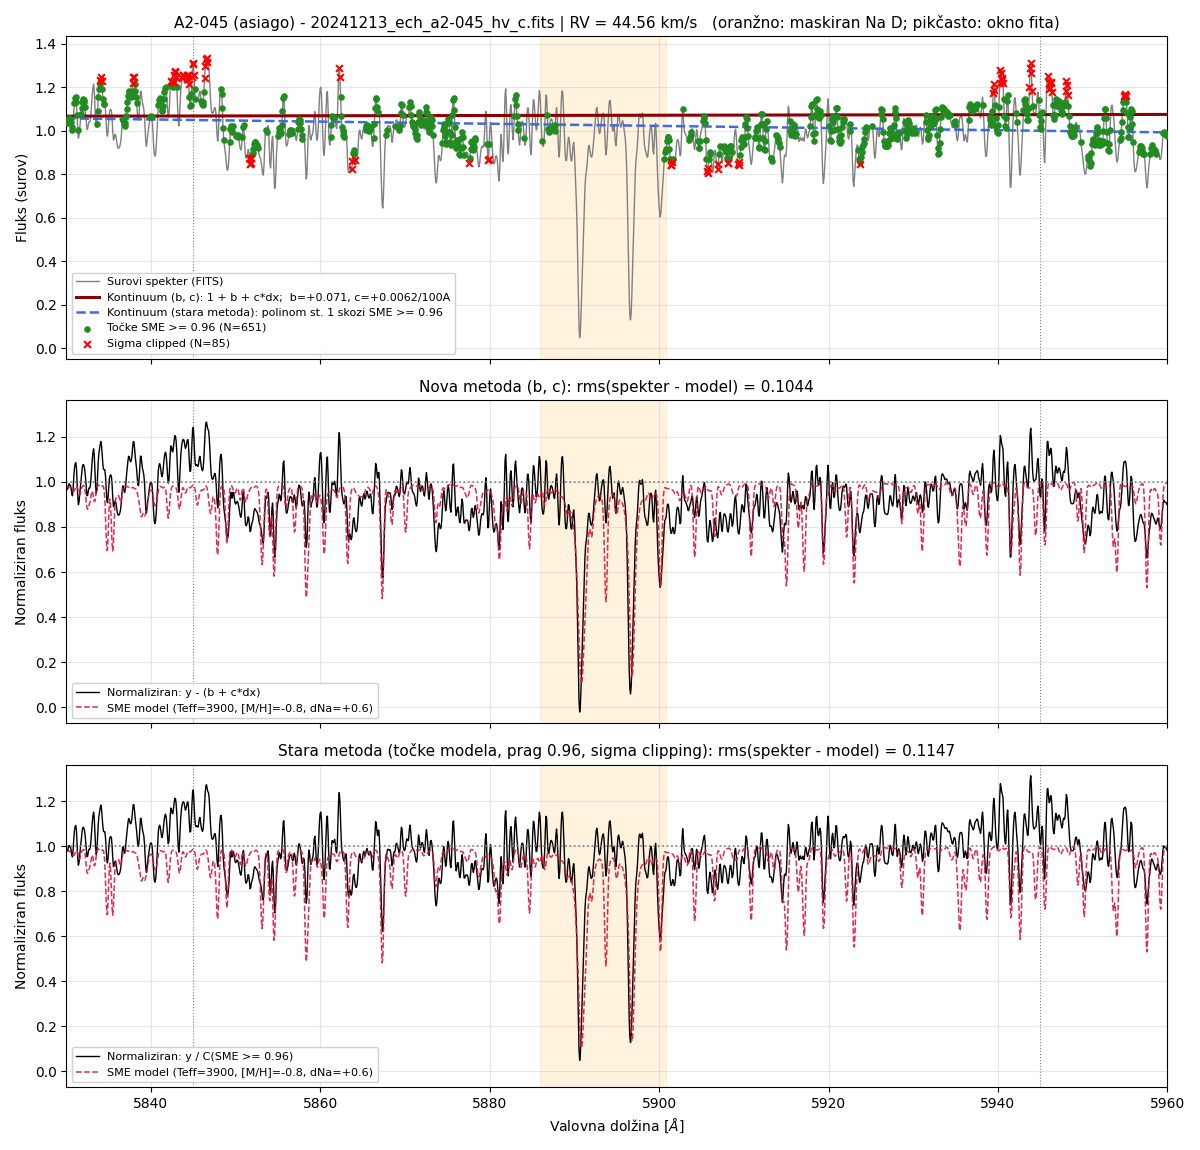 A2-045 (asiago) - 20241213_ech_a2-045_hv_c.fits | RV = 44.56 km/s   (oranžno: maskiran Na D; pikčasto: okno fita)
1.4
1.2
1.0
0.8
0.6
0.4
0.2
0.0
Fluks (surov)
Surovi spekter (FITS)
Kontinuum (b, c): 1 + b + c*dx;  b=+0.071, c=+0.0062/100A
Kontinuum (stara metoda): polinom st. 1 skozi SME >= 0.96
Točke SME >= 0.96 (N=651)
Sigma clipped (N=85)
Nova metoda (b, c): rms(spekter - model) = 0.1044
1.2
1.0
0.8
0.6
0.4
0.2
0.0
Normaliziran fluks
Normaliziran: y - (b + c*dx)
SME model (Teff=3900, [M/H]=-0.8, dNa=+0.6)
Stara metoda (točke modela, prag 0.96, sigma clipping): rms(spekter - model) = 0.1147
1.2
1.0
0.8
0.6
0.4
0.2
0.0
Normaliziran fluks
Normaliziran: y / C(SME >= 0.96)
SME model (Teff=3900, [M/H]=-0.8, dNa=+0.6)
5840 5860 5880 5900 5920 5940 5960
Valovna dolžina [Å]